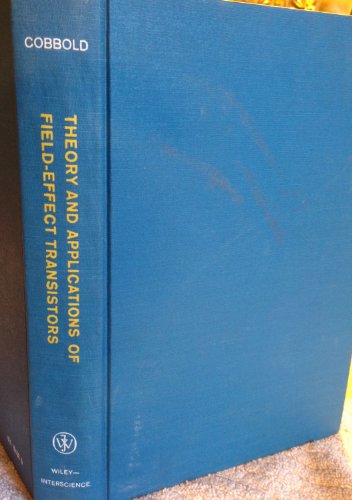 COBBOLD
THEORY AND APPLICATIONS OF
FIELD-EFFECT TRANSISTORS
WILEY—
INTERSCIENCE